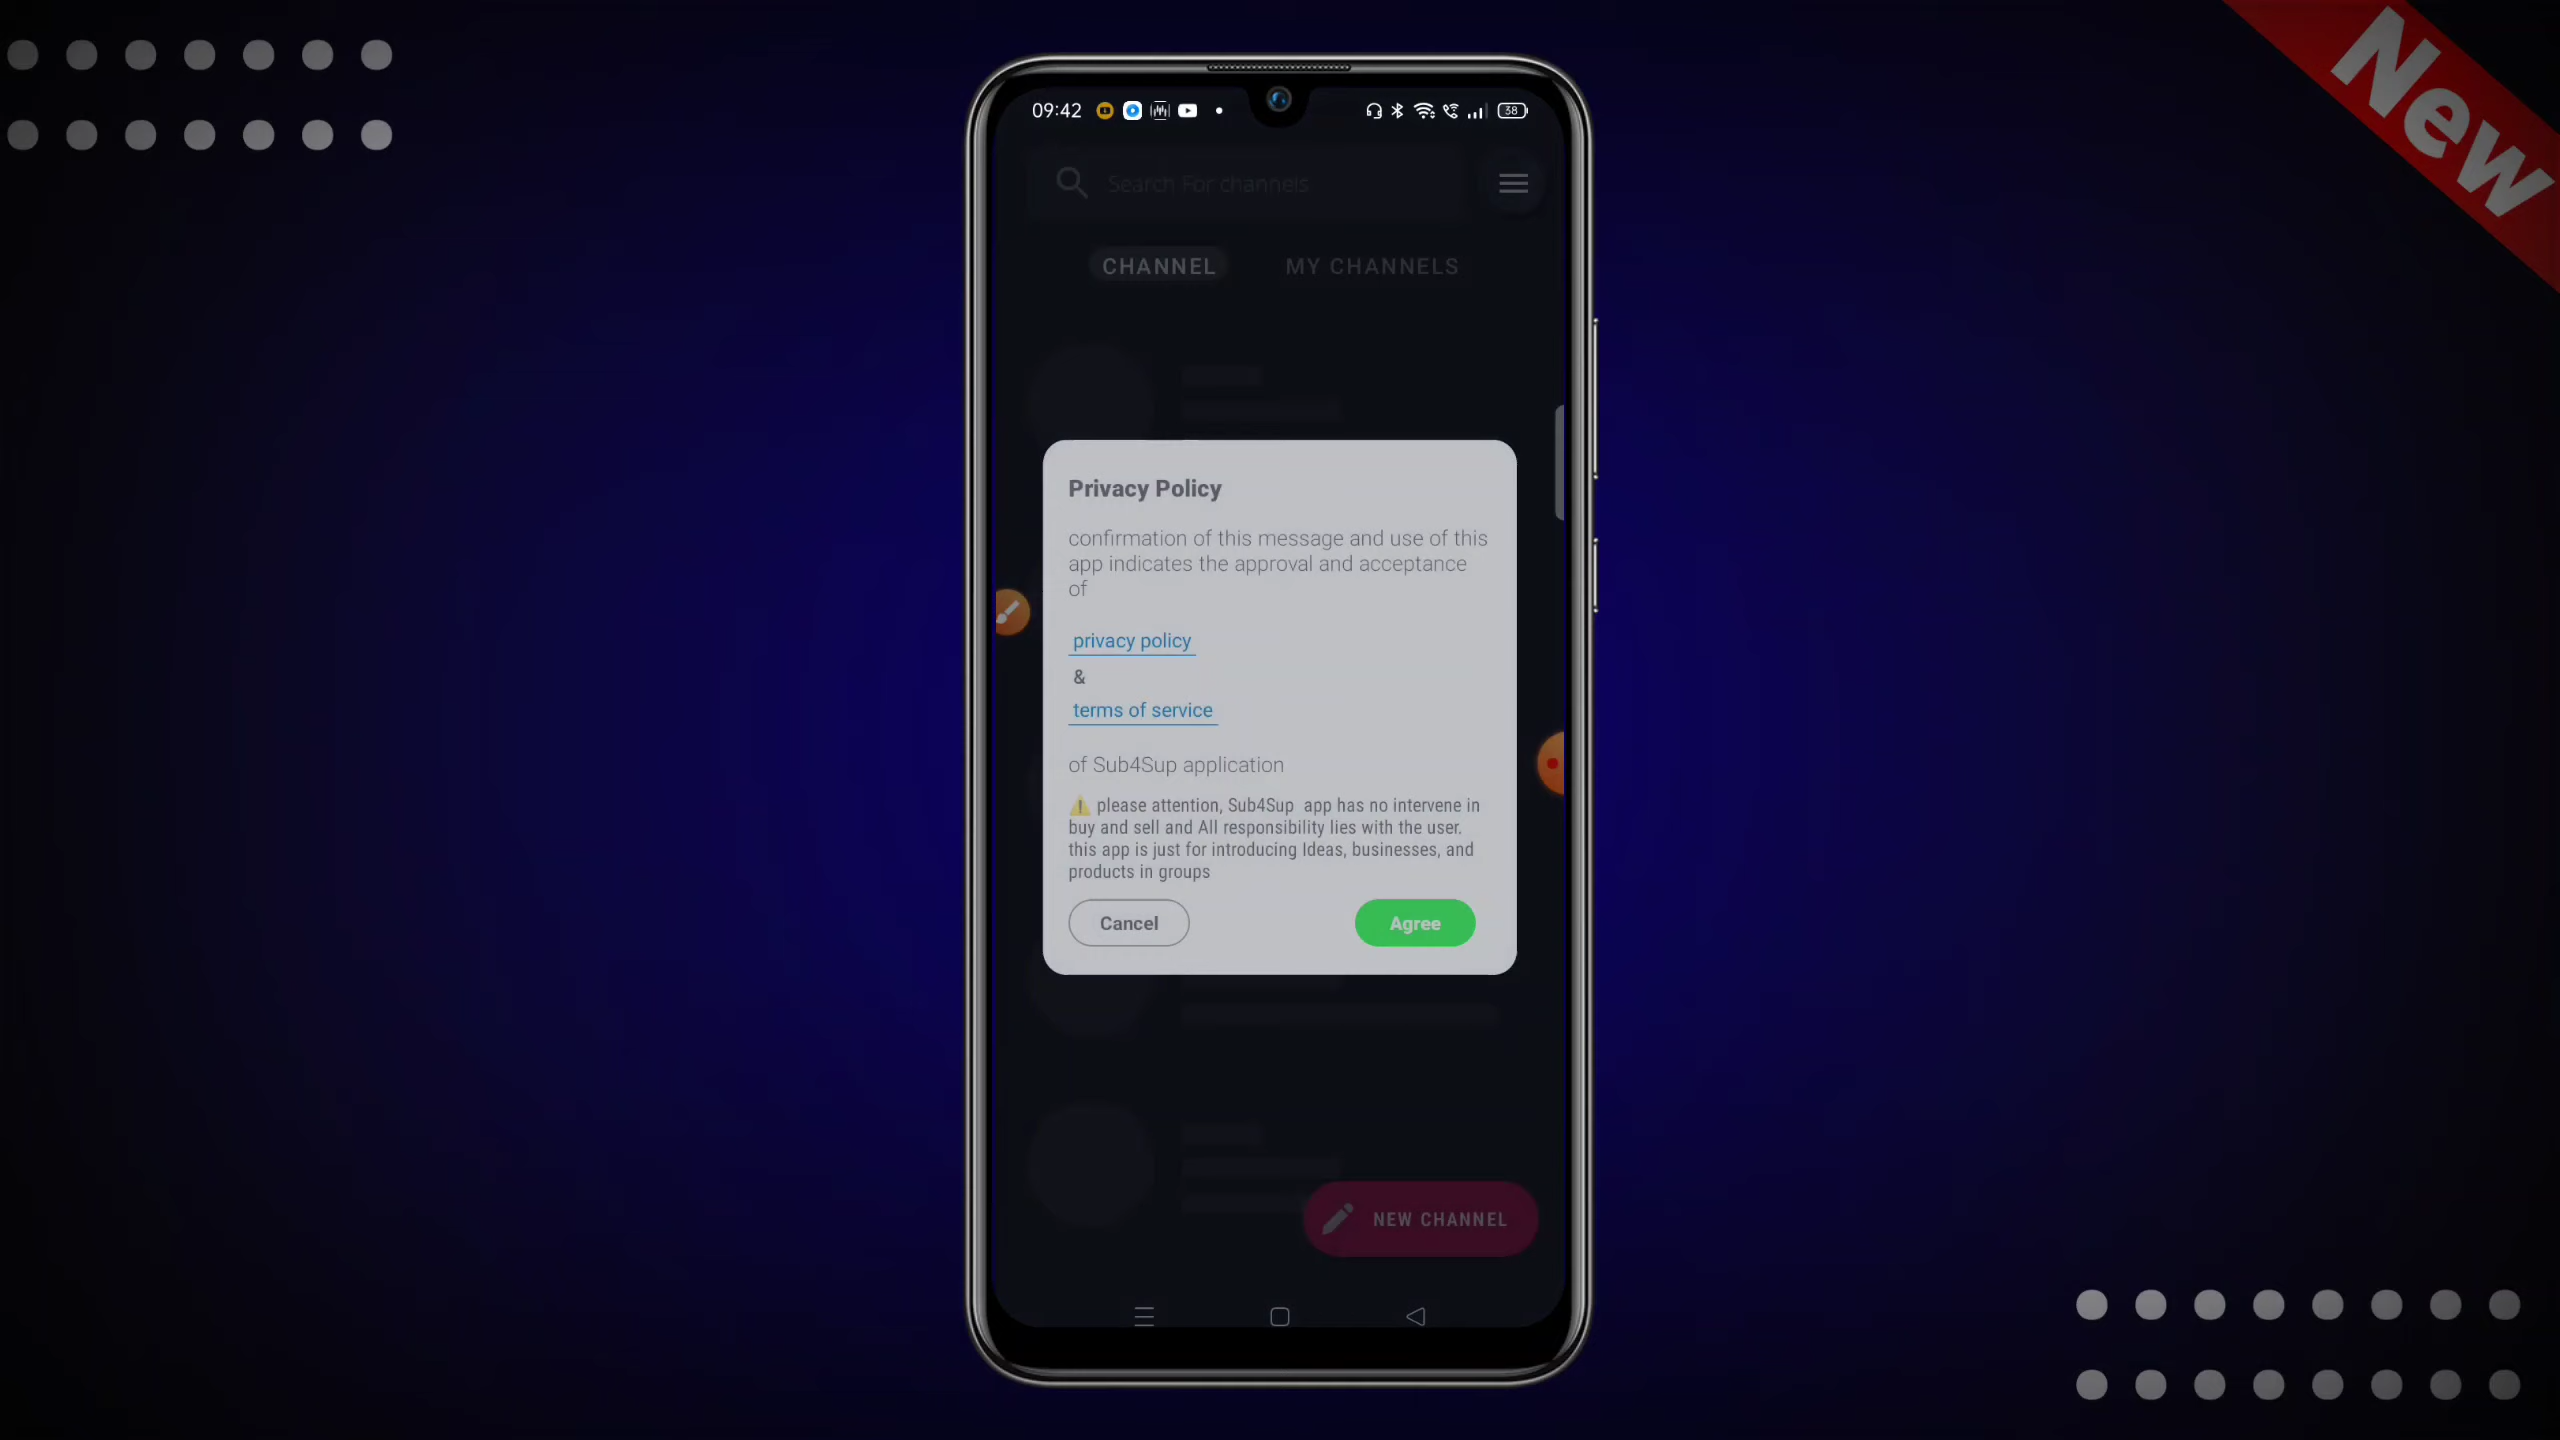 New
09:42
38
Search For channels
CHANNEL
MY CHANNELS
Privacy Policy
confirmation of this message and use of this
app indicates the approval and acceptance
of
privacy policy
&
terms of service
of Sub4Sup application
⚠️ please attention, Sub4Sup app has no intervene in
buy and sell and All responsibility lies with the user.
this app is just for introducing Ideas, businesses, and
products in groups
Cancel
Agree
NEW CHANNEL